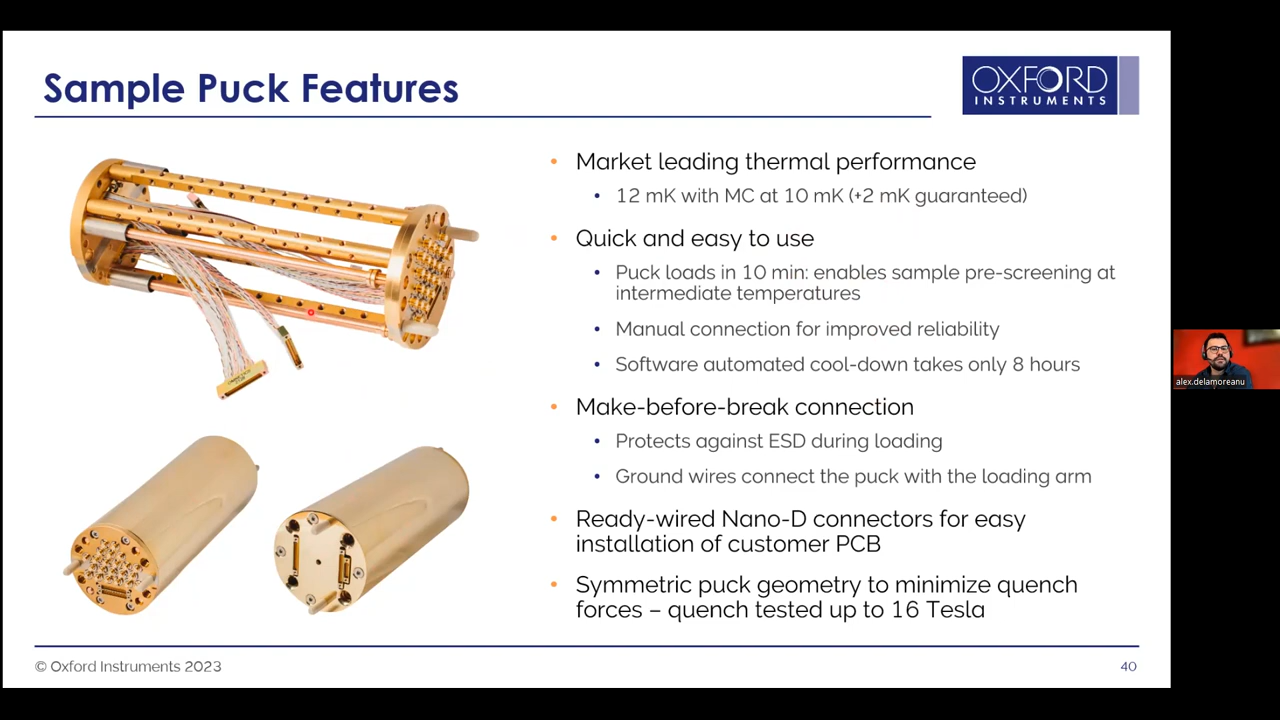 Sample Puck Features
OXFORD
INSTRUMENTS
• Market leading thermal performance
• 12 mK with MC at 10 mK (+2 mK guaranteed)
• Quick and easy to use
• Puck loads in 10 min: enables sample pre-screening at
intermediate temperatures
• Manual connection for improved reliability
• Software automated cool-down takes only 8 hours
• Make-before-break connection
• Protects against ESD during loading
• Ground wires connect the puck with the loading arm
• Ready-wired Nano-D connectors for easy
installation of customer PCB
• Symmetric puck geometry to minimize quench
forces – quench tested up to 16 Tesla
© Oxford Instruments 2023
40
alex.delamoreanu